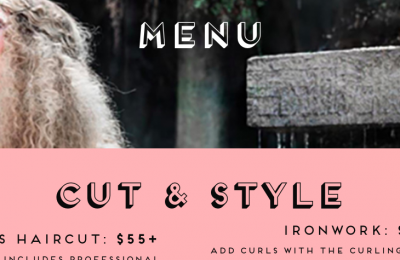 MENU
CUT & STYLE
HAIRCUT: $55+
IRONWORK:
INCLUDES PROFESSIONAL
ADD CURLS WITH THE CURLING